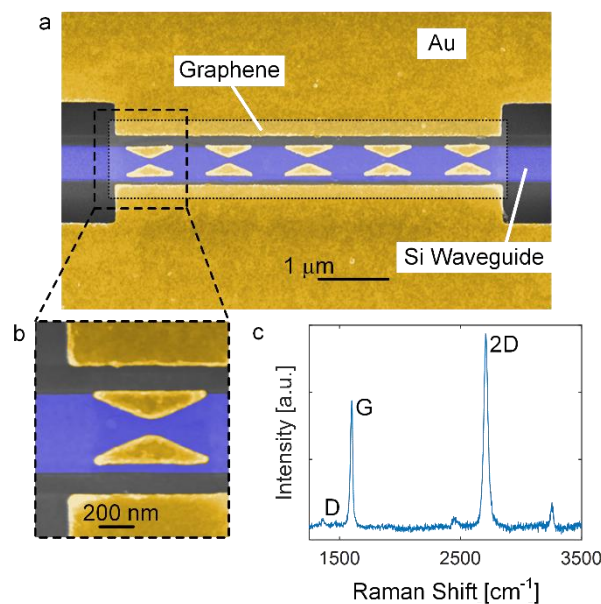 a
Au
Graphene
Si Waveguide
1 μm
b
200 nm
c
2D
G
D
Intensity [a.u.]
1500 2500 3500
Raman Shift [cm⁻¹]